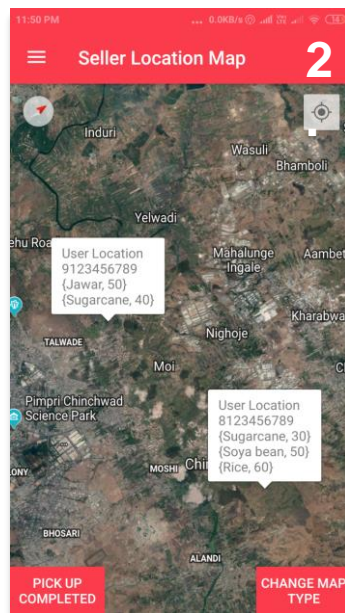 11:50 PM
... 0.0KB/s
Seller Location Map
2
Induri
Wasuli
Bhamboli
Yelwadi
ehu Roa
User Location
9123456789
{Jawar, 50}
{Sugarcane, 40}
Mahalunge
Ingale
Aambet
Kharabwa
TALWADE
Nighoje
Moi
Pimpri Chinchwad
Science Park
User Location
8123456789
{Sugarcane, 30}
{Soya bean, 50}
{Rice, 60}
MOSHI
Chi
ONY
BHOSARI
ALANDI
PICK UP
COMPLETED
CHANGE MAP
TYPE